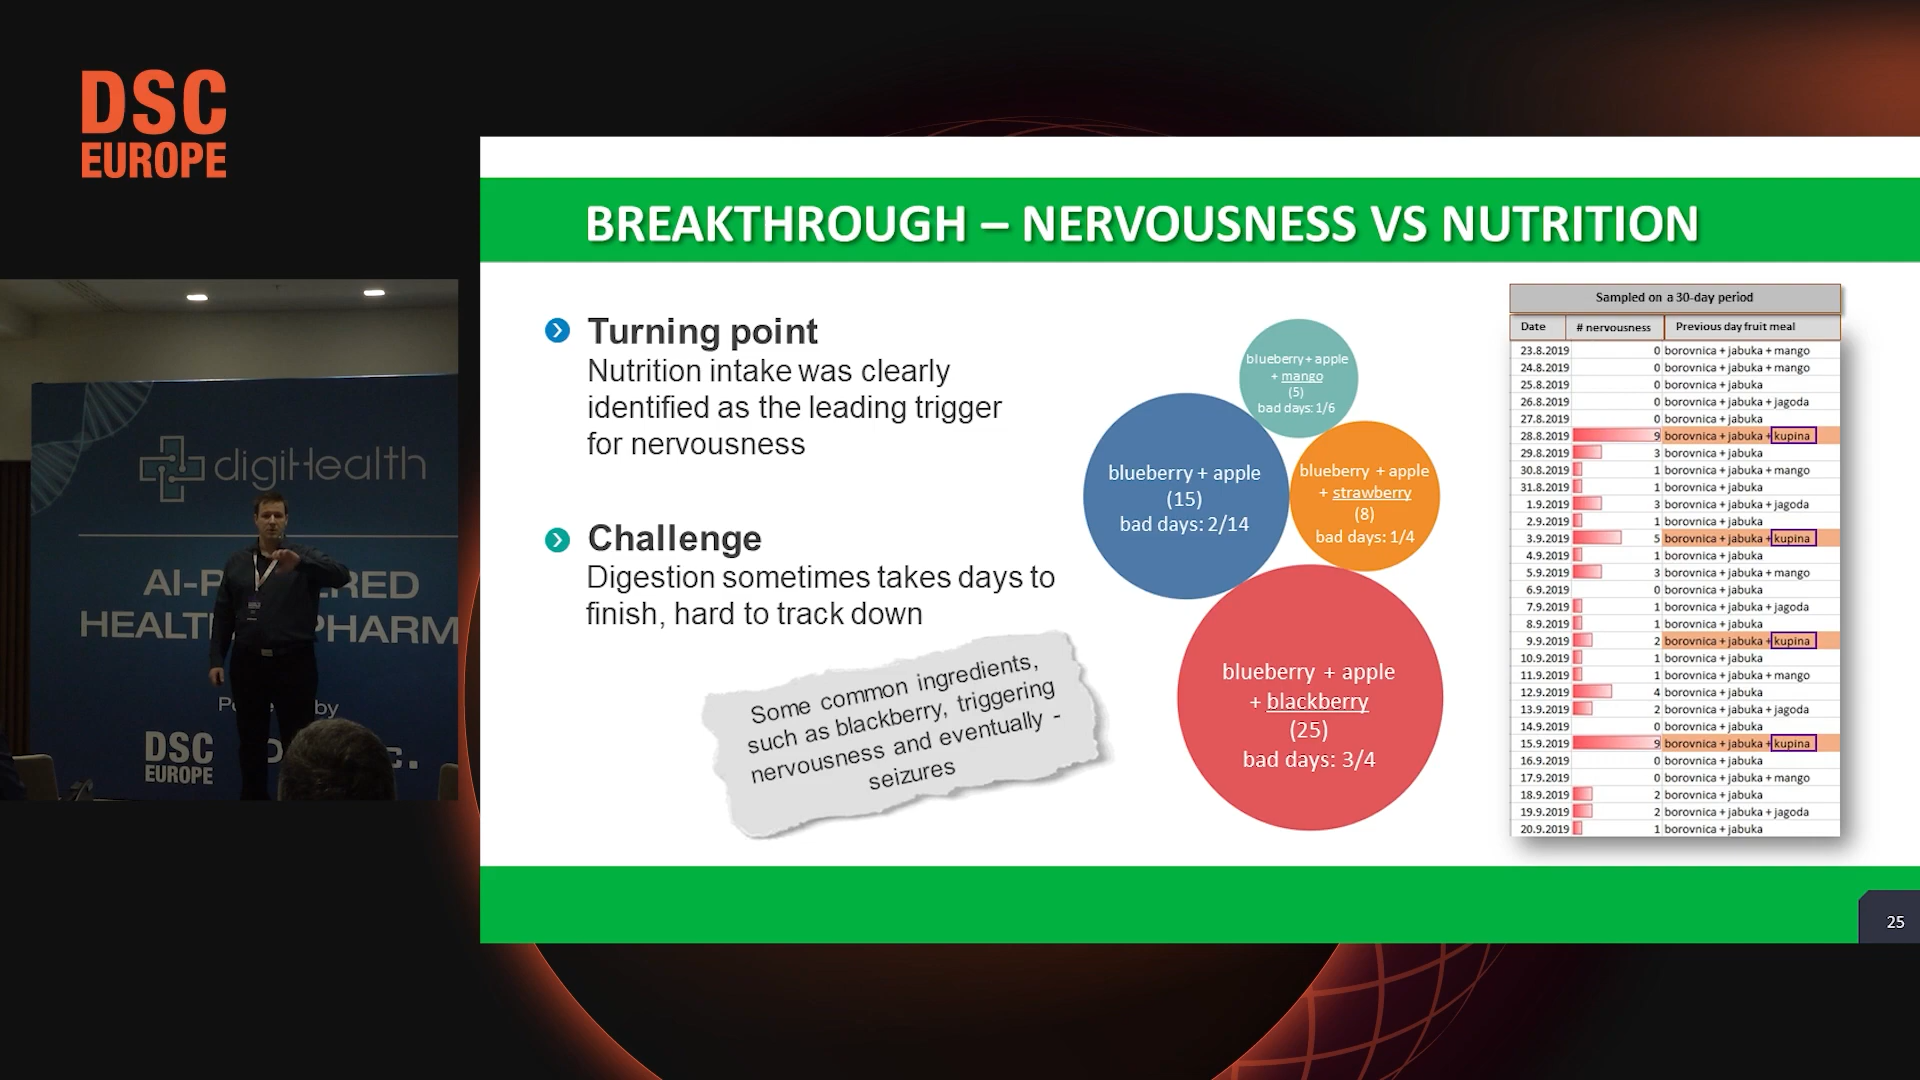 DSC
EUROPE
digiHealth
AI-P RED
HEALT PHARM
by
DSC
EUROPE
BREAKTHROUGH – NERVOUSNESS VS NUTRITION
Turning point
Nutrition intake was clearly
identified as the leading trigger
for nervousness
Challenge
Digestion sometimes takes days to
finish, hard to track down
Some common ingredients,
such as blackberry, triggering
nervousness and eventually -
seizures
blueberry + apple
+ mango
(5)
bad days: 1/6
blueberry + apple
(15)
bad days: 2/14
blueberry + apple
+ strawberry
(8)
bad days: 1/4
blueberry + apple
+ blackberry
(25)
bad days: 3/4
Sampled on a 30-day period
Date # nervousness Previous day fruit meal
23.8.2019 0 borovnica + jabuka + mango
24.8.2019 0 borovnica + jabuka + mango
25.8.2019 0 borovnica + jabuka
26.8.2019 0 borovnica + jabuka + jagoda
27.8.2019 0 borovnica + jabuka
28.8.2019 9 borovnica + jabuka + kupina
29.8.2019 3 borovnica + jabuka
30.8.2019 1 borovnica + jabuka + mango
31.8.2019 1 borovnica + jabuka
1.9.2019 3 borovnica + jabuka + jagoda
2.9.2019 1 borovnica + jabuka
3.9.2019 5 borovnica + jabuka + kupina
4.9.2019 1 borovnica + jabuka
5.9.2019 3 borovnica + jabuka + mango
6.9.2019 0 borovnica + jabuka
7.9.2019 1 borovnica + jabuka + jagoda
8.9.2019 1 borovnica + jabuka
9.9.2019 2 borovnica + jabuka + kupina
10.9.2019 1 borovnica + jabuka
11.9.2019 1 borovnica + jabuka + mango
12.9.2019 4 borovnica + jabuka
13.9.2019 2 borovnica + jabuka + jagoda
14.9.2019 0 borovnica + jabuka
15.9.2019 9 borovnica + jabuka + kupina
16.9.2019 0 borovnica + jabuka
17.9.2019 0 borovnica + jabuka + mango
18.9.2019 2 borovnica + jabuka
19.9.2019 2 borovnica + jabuka + jagoda
20.9.2019 1 borovnica + jabuka
25